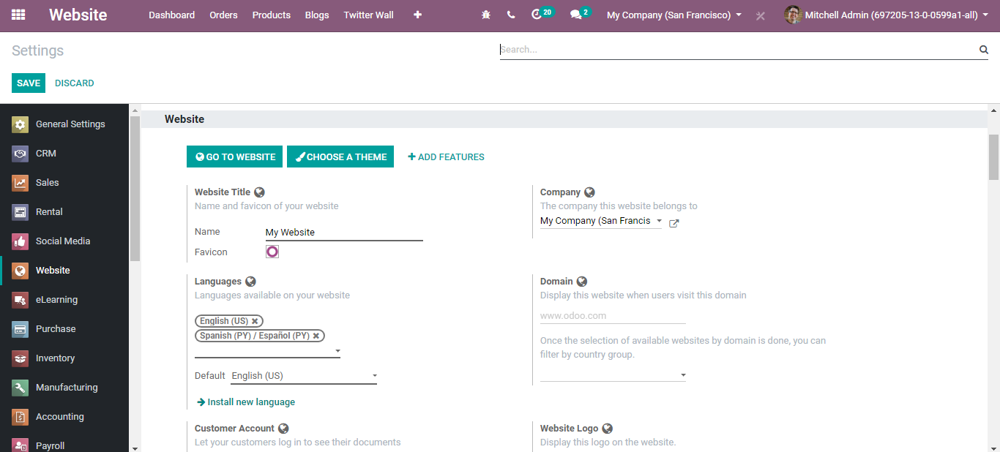 Website Dashboard Orders Products Blogs Twitter Wall 20 2 My Company (San Francisco) Mitchell Admin (697205-13-0-0599a1-all)
Settings Search...
SAVE DISCARD
General Settings
CRM
Sales
Rental
Social Media
Website
eLearning
Purchase
Inventory
Manufacturing
Accounting
Payroll
Website
GO TO WEBSITE CHOOSE A THEME ADD FEATURES
Website Title
Name and favicon of your website
Name My Website
Favicon
Company
The company this website belongs to
My Company (San Francis
Languages
Languages available on your website
English (US)
Spanish (PY) / Español (PY)
Default English (US)
Install new language
Domain
Display this website when users visit this domain
www.odoo.com
Once the selection of available websites by domain is done, you can
filter by country group.
Customer Account
Let your customers log in to see their documents
Website Logo
Display this logo on the website.